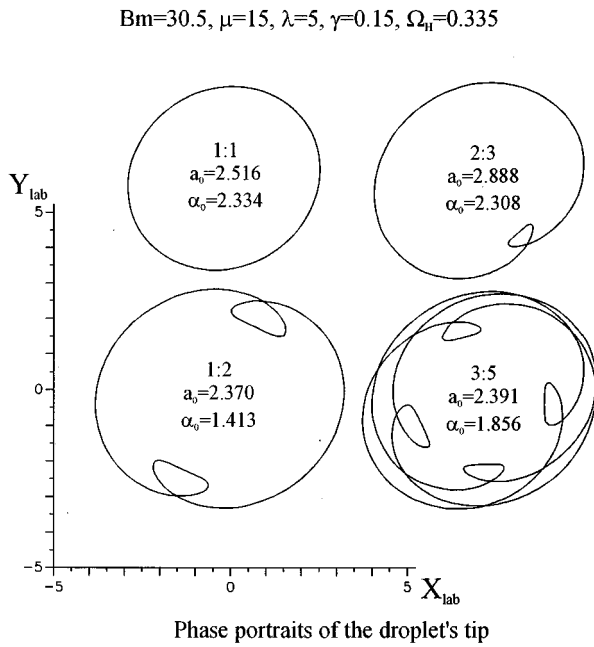 Bm=30.5, μ=15, λ=5, γ=0.15, Ω_H=0.335
1:1
a₀=2.516
α₀=2.334
2:3
a₀=2.888
α₀=2.308
Y_lab
5
1:2
a₀=2.370
α₀=1.413
3:5
a₀=2.391
α₀=1.856
0
-5
-5
0
5
X_lab
Phase portraits of the droplet's tip